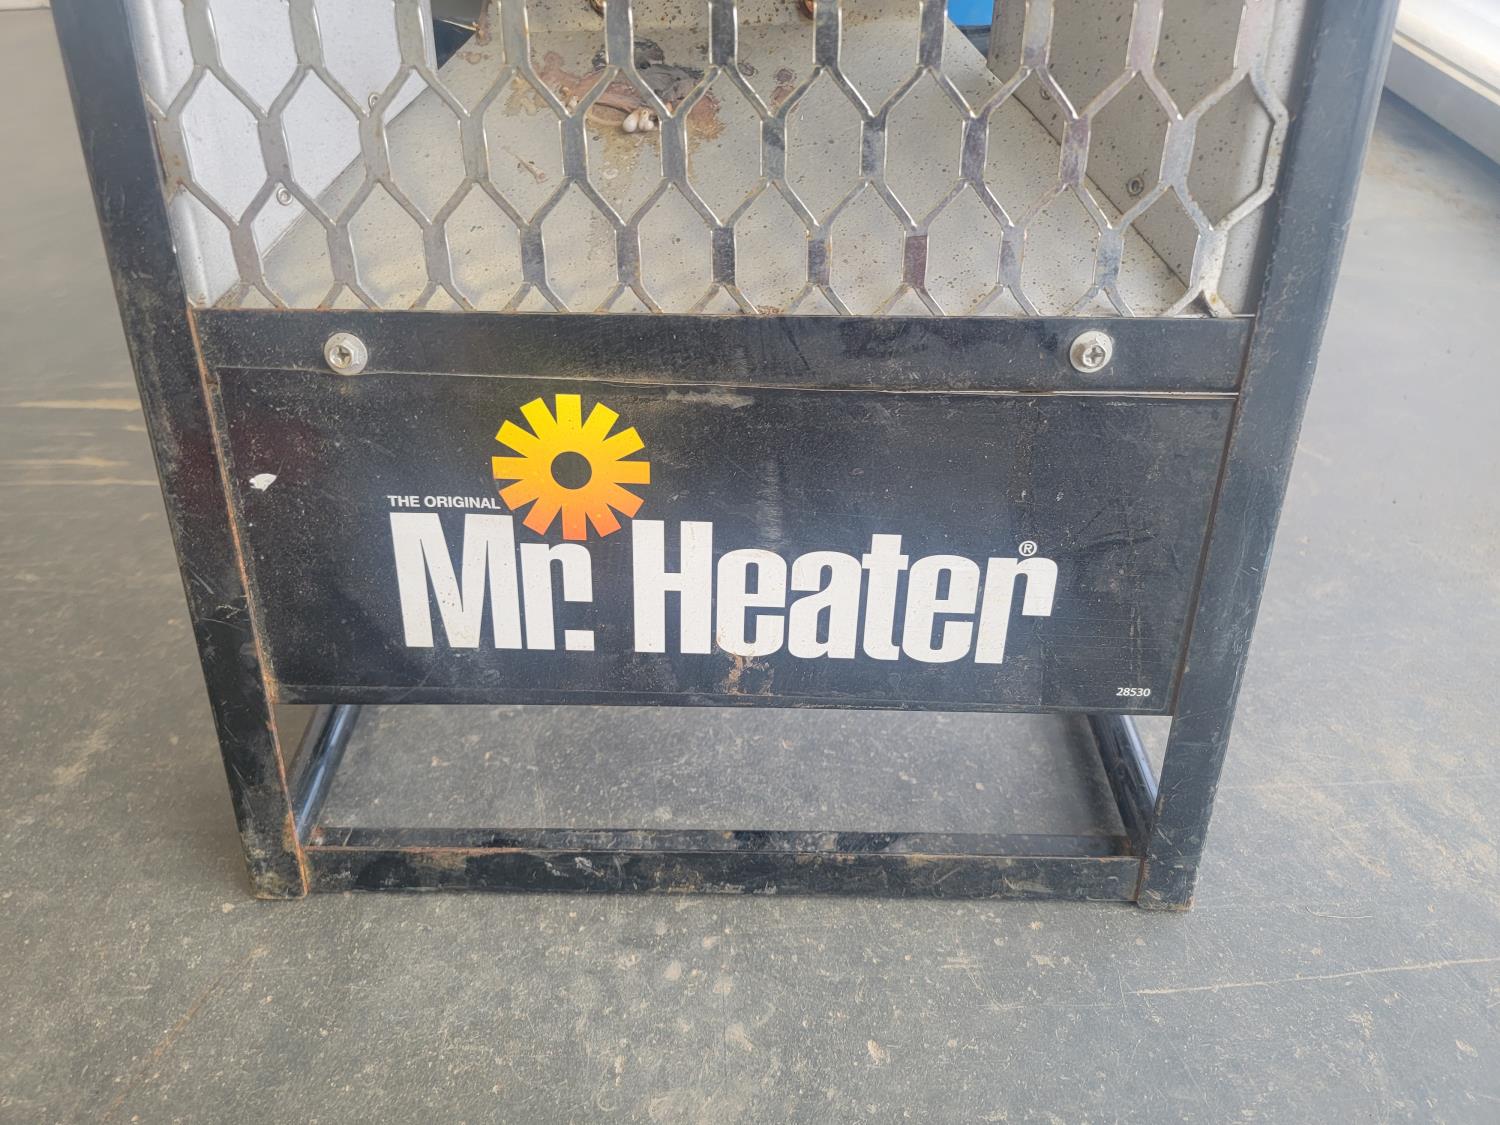 THE ORIGINAL
Mr. Heater®
28530